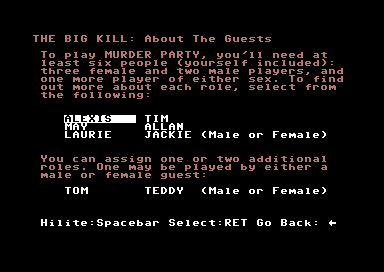 THE BIG KILL: About The Guests
To play MURDER PARTY, you'll need at
least six people (yourself included):
three female and two male players, and
one more player of either sex. To find
out more about each role, select from
the following:
ALEXIS TIM
MAY ALLAN
LAURIE JACKIE (Male or Female)
You can assign one or two additional
roles. One may be played by either a
male or female guest:
TOM TEDDY (Male or Female)
Hilite:Spacebar Select:RET Go Back: ←